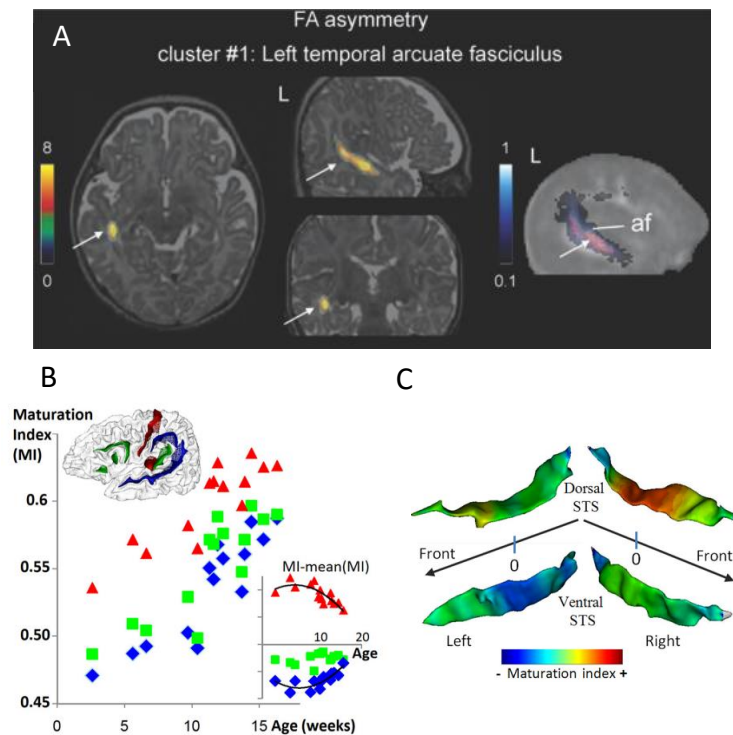 A
FA asymmetry
cluster #1: Left temporal arcuate fasciculus
L
8
0
1
L
af
0.1
B
Maturation
Index
(MI)
0.6
0.55
0.50
0.45
MI-mean(MI)
0
10
20
Age
0
5
10
15
Age (weeks)
C
Dorsal
STS
Front
0
0
Front
Ventral
STS
Left
Right
- Maturation index +